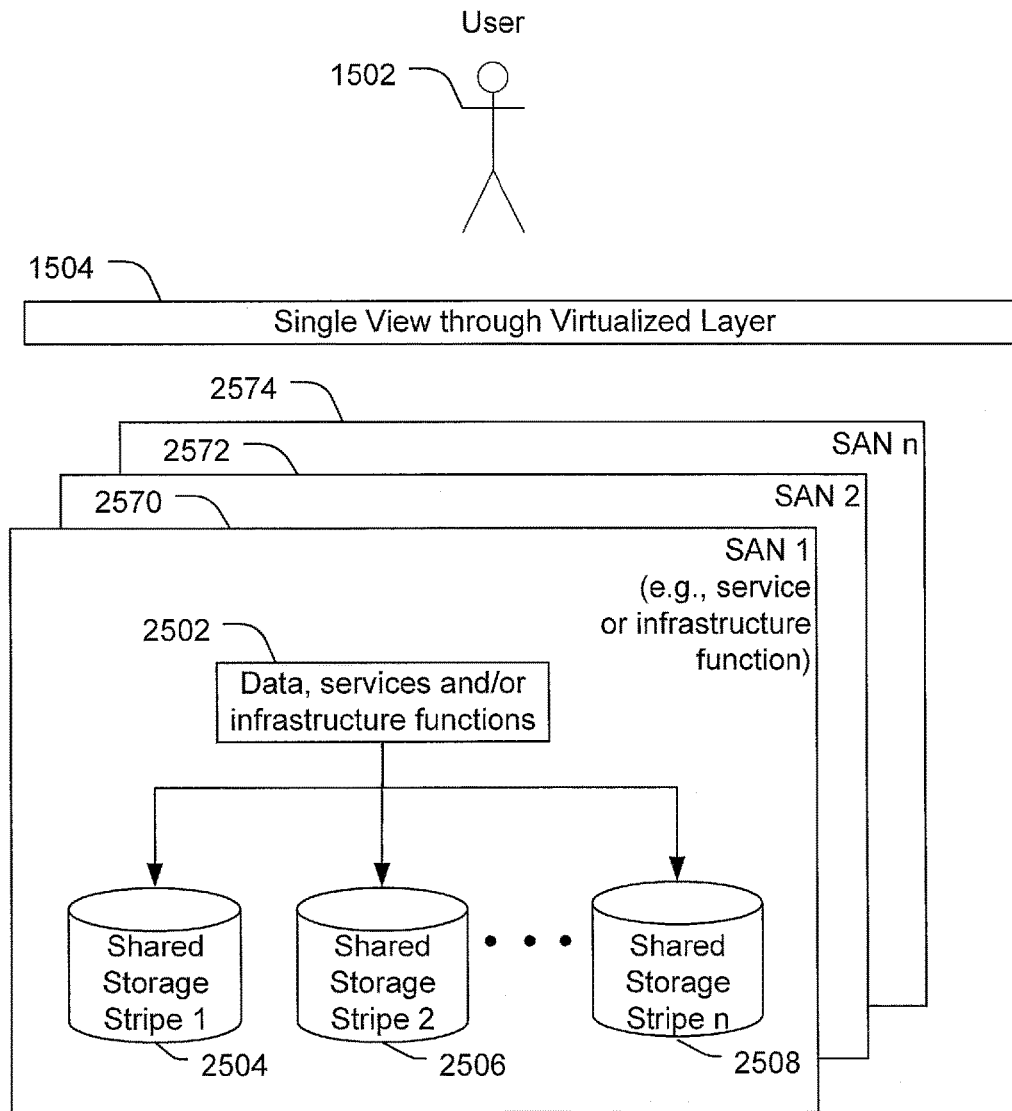 User
1502
1504
Single View through Virtualized Layer
2574
SAN n
2572
SAN 2
2570
SAN 1
(e.g., service
or infrastructure
function)
2502
Data, services and/or
infrastructure functions
Shared
Storage
Stripe 1
Shared
Storage
Stripe 2
• • •
Shared
Storage
Stripe n
2504
2506
2508